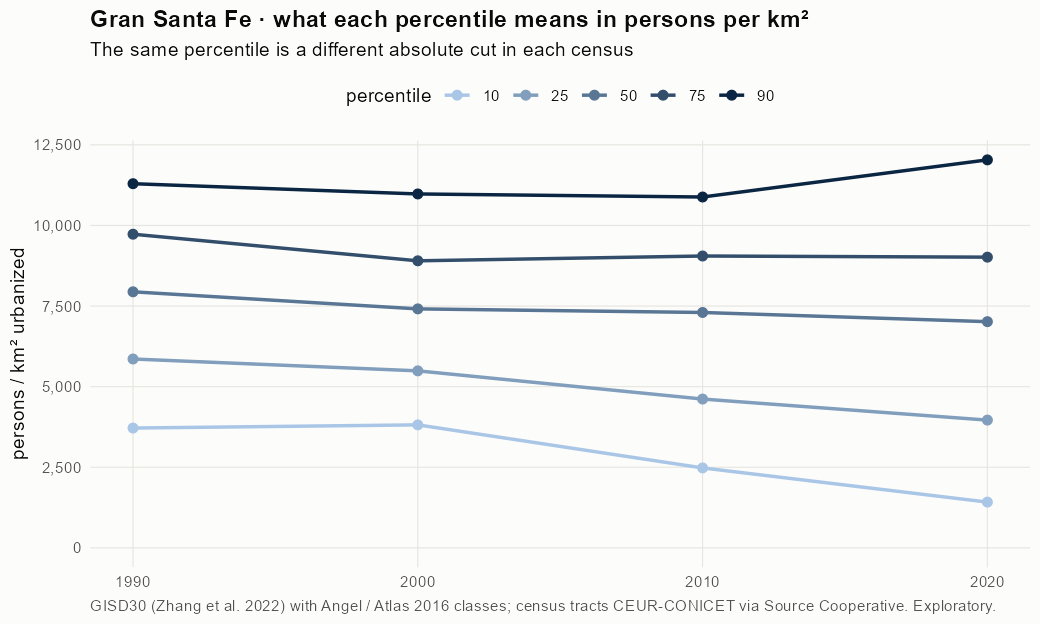 Gran Santa Fe · what each percentile means in persons per km²
The same percentile is a different absolute cut in each census
percentile 10 25 50 75 90
persons / km² urbanized
12,500
10,000
7,500
5,000
2,500
0
1990 2000 2010 2020
GISD30 (Zhang et al. 2022) with Angel / Atlas 2016 classes; census tracts CEUR-CONICET via Source Cooperative. Exploratory.